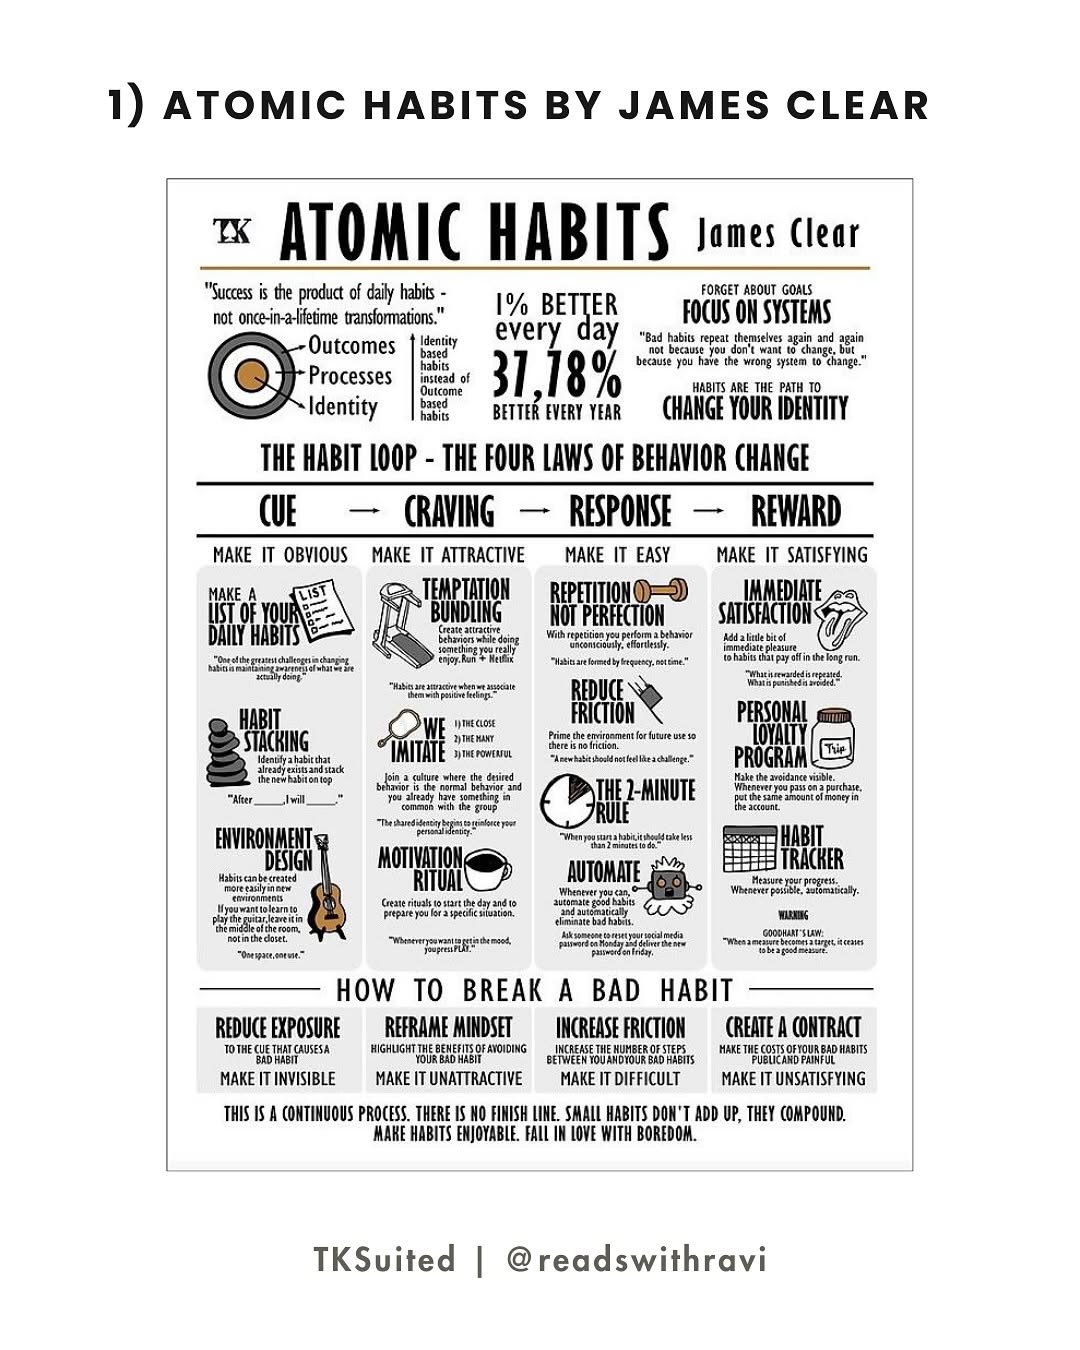 1) ATOMIC HABITS BY JAMES CLEAR
TK
ATOMIC HABITS
James Clear
"Success is the product of daily habits -
not once-in-a-lifetime transformations."
Outcomes
Processes
Identity
Identity
based
habits
instead of
Outcome
based
habits
1% BETTER
every day
37,78%
BETTER EVERY YEAR
FORGET ABOUT GOALS
FOCUS ON SYSTEMS
"Bad habits repeat themselves again and again
not because you don't want to change, but
because you have the wrong system to change."
HABITS ARE THE PATH TO
CHANGE YOUR IDENTITY
THE HABIT LOOP - THE FOUR LAWS OF BEHAVIOR CHANGE
CUE → CRAVING → RESPONSE → REWARD
MAKE IT OBVIOUS
MAKE A
LIST OF YOUR
DAILY HABITS
LIST
"One of the greatest challenges in changing
habits is maintaining awareness of what we are
actually doing."
HABIT
STACKING
Identify a habit that
already exists and stack
the new habit on top
"After _____, I will _____."
ENVIRONMENT
DESIGN
Habits can be created
more easily in new
environments
If you want to learn to
play the guitar, leave it in
the middle of the room,
not in the closet.
"One space, one use."
MAKE IT ATTRACTIVE
TEMPTATION
BUNDLING
Create attractive
behaviors while doing
something you really
enjoy. Run + Netflix
"Habits are attractive when we associate
them with positive feelings."
WE
IMITATE
1) THE CLOSE
2) THE MANY
3) THE POWERFUL
Join a culture where the desired
behavior is the normal behavior and
you already have something in
common with the group
"The shared identity begins to reinforce your
personal identity."
MOTIVATION
RITUAL
Create rituals to start the day and to
prepare you for a specific situation.
"Whenever you want to get in the mood,
you press PLAY."
MAKE IT EASY
REPETITION
NOT PERFECTION
With repetition you perform a behavior
unconsciously, effortlessly.
"Habits are formed by frequency, not time."
REDUCE
FRICTION
Prime the environment for future use so
there is no friction.
"A new habit should not feel like a challenge."
THE 2-MINUTE
RULE
"When you start a habit, it should take less
than 2 minutes to do."
AUTOMATE
Whenever you can,
automate good habits
and automatically
eliminate bad habits.
Ask someone to reset your social media
password on Monday and deliver the new
password on Friday.
MAKE IT SATISFYING
IMMEDIATE
SATISFACTION
Add a little bit of
immediate pleasure
to habits that pay off in the long run.
"What is rewarded is repeated.
What is punished is avoided."
PERSONAL
LOYALTY
PROGRAM
Trip
Make the avoidance visible.
Whenever you pass on a purchase,
put the same amount of money in
the account.
HABIT
TRACKER
Measure your progress.
Whenever possible, automatically.
WARNING
GOODHART´S LAW:
"When a measure becomes a target, it ceases
to be a good measure.
HOW TO BREAK A BAD HABIT
REDUCE EXPOSURE
TO THE CUE THAT CAUSES A
BAD HABIT
MAKE IT INVISIBLE
REFRAME MINDSET
HIGHLIGHT THE BENEFITS OF AVOIDING
YOUR BAD HABIT
MAKE IT UNATTRACTIVE
INCREASE FRICTION
INCREASE THE NUMBER OF STEPS
BETWEEN YOU AND YOUR BAD HABITS
MAKE IT DIFFICULT
CREATE A CONTRACT
MAKE THE COSTS OF YOUR BAD HABITS
PUBLIC AND PAINFUL
MAKE IT UNSATISFYING
THIS IS A CONTINUOUS PROCESS. THERE IS NO FINISH LINE. SMALL HABITS DON'T ADD UP, THEY COMPOUND.
MAKE HABITS ENJOYABLE. FALL IN LOVE WITH BOREDOM.
TKSuited | @readswithravi